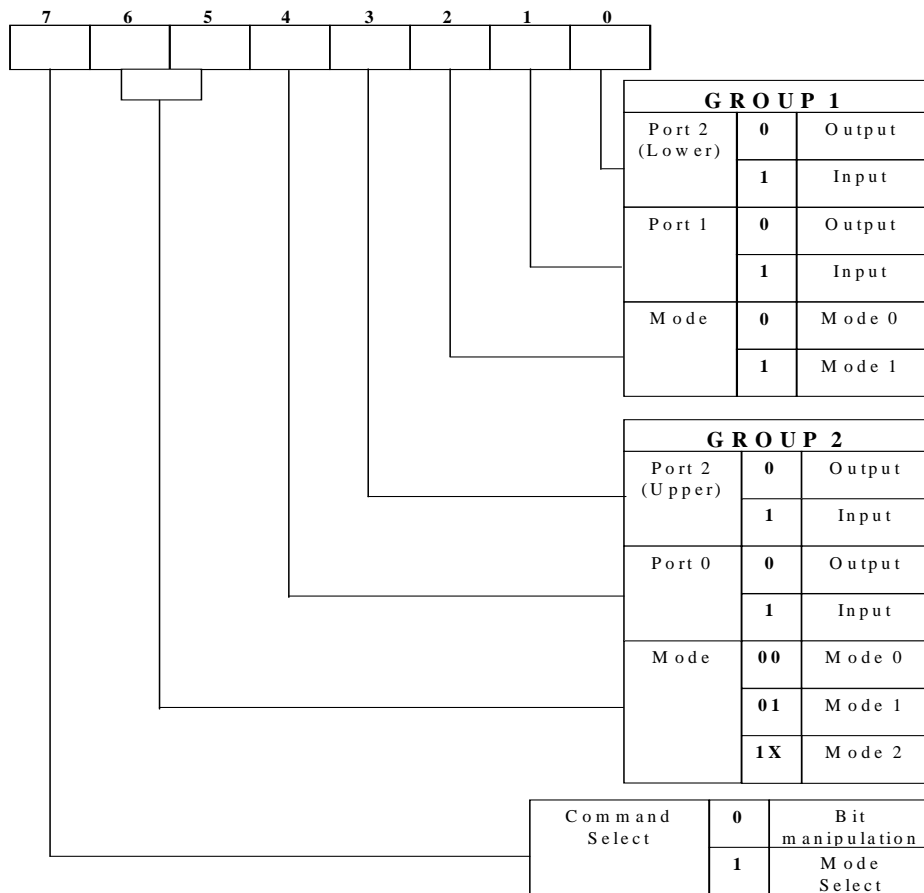 7 6 5 4 3 2 1 0
GROUP 1
Port 2 0 Output
(Lower)
1 Input
Port 1 0 Output
1 Input
Mode 0 Mode 0
1 Mode 1
GROUP 2
Port 2 0 Output
(Upper)
1 Input
Port 0 0 Output
1 Input
Mode 00 Mode 0
01 Mode 1
1X Mode 2
Command 0 Bit
Select manipulation
1 Mode
Select